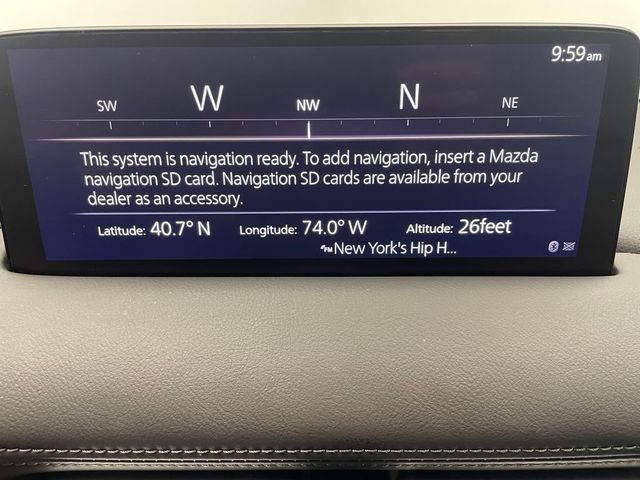 9:59am
SW W NW N NE
This system is navigation ready. To add navigation, insert a Mazda
navigation SD card. Navigation SD cards are available from your
dealer as an accessory.
Latitude: 40.7° N Longitude: 74.0° W Altitude: 26feet
FM New York's Hip H...